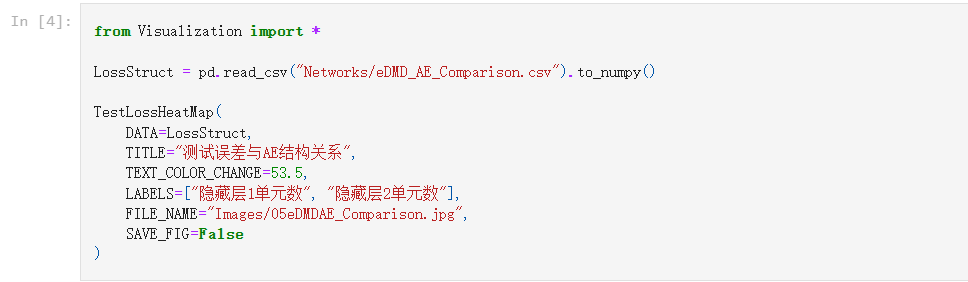 In [4]:
from Visualization import *
LossStruct = pd.read_csv("Networks/eDMD_AE_Comparison.csv").to_numpy()
TestLossHeatMap(
DATA=LossStruct,
TITLE="测试误差与AE结构关系",
TEXT_COLOR_CHANGE=53.5,
LABELS=["隐藏层1单元数", "隐藏层2单元数"],
FILE_NAME="Images/05eDMDAE_Comparison.jpg",
SAVE_FIG=False
)